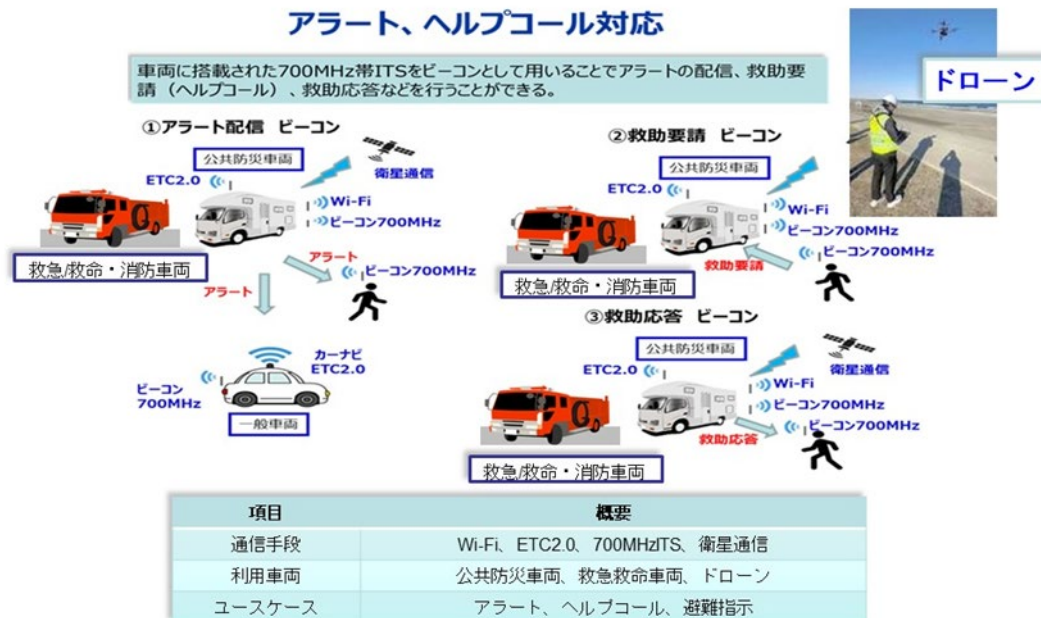 アラート、ヘルプコール対応
車両に搭載された700MHz帯ITSをビーコンとして用いることでアラートの配信、救助要
請（ヘルプコール）、救助応答などを行うことができる。
ドローン
①アラート配信 ビーコン
公共防災車両
衛星通信
ETC2.0
Wi-Fi
ビーコン700MHz
救急/救命・消防車両
アラート
ビーコン700MHz
アラート
カーナビ
ETC2.0
ビーコン
700MHz
一般車両
②救助要請 ビーコン
公共防災車両
ETC2.0
Wi-Fi
ビーコン700MHz
ビーコン700MHz
救助要請
救急/救命・消防車両
③救助応答 ビーコン
公共防災車両
ETC2.0
衛星通信
Wi-Fi
ビーコン700MHz
ビーコン700MHz
救助応答
救急/救命・消防車両
項目 概要
通信手段 Wi-Fi、ETC2.0、700MHzITS、衛星通信
利用車両 公共防災車両、救急救命車両、ドローン
ユースケース アラート、ヘルプコール、避難指示